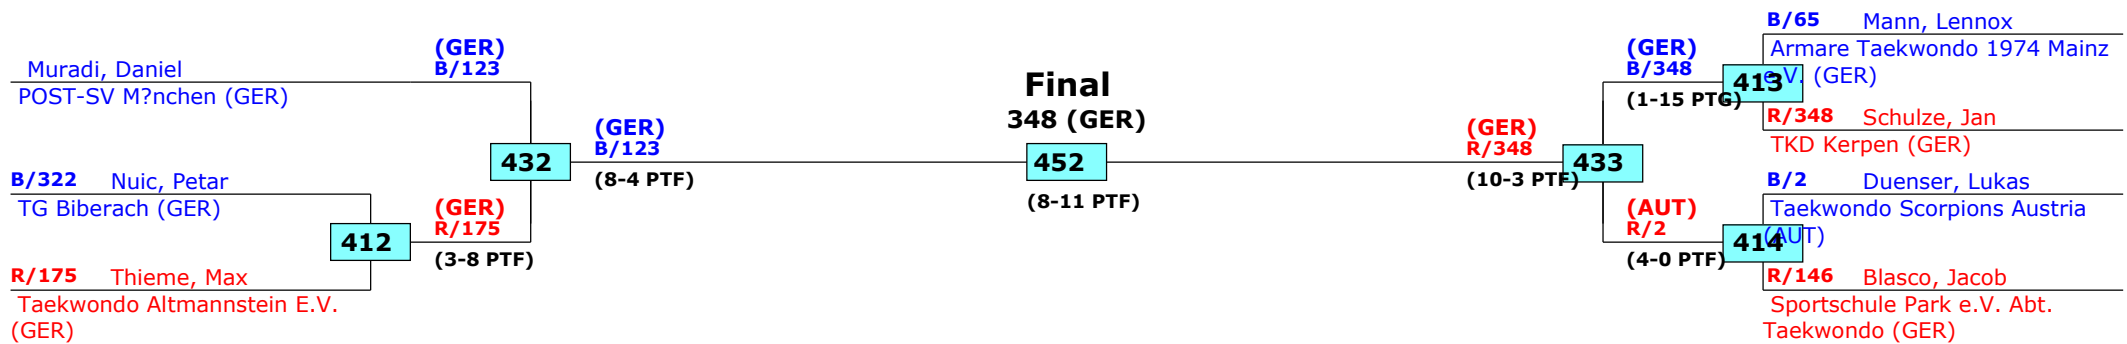 Muradi, Daniel
POST-SV M?nchen (GER)
(GER)
B/123
B/322 Nuic, Petar
TG Biberach (GER)
412
R/175 Thieme, Max
Taekwondo Altmannstein E.V.
(GER)
(GER)
R/175
(3-8 PTF)
432
(GER)
B/123
(8-4 PTF)
Final
348 (GER)
452
(8-11 PTF)
(GER)
R/348
(10-3 PTF)
433
(GER)
B/348
(1-15 PTG)
413
B/65 Mann, Lennox
Armare Taekwondo 1974 Mainz
e.V. (GER)
R/348 Schulze, Jan
TKD Kerpen (GER)
(AUT)
R/2
(4-0 PTF)
414
B/2 Duenser, Lukas
Taekwondo Scorpions Austria
(AUT)
R/146 Blasco, Jacob
Sportschule Park e.V. Abt.
Taekwondo (GER)